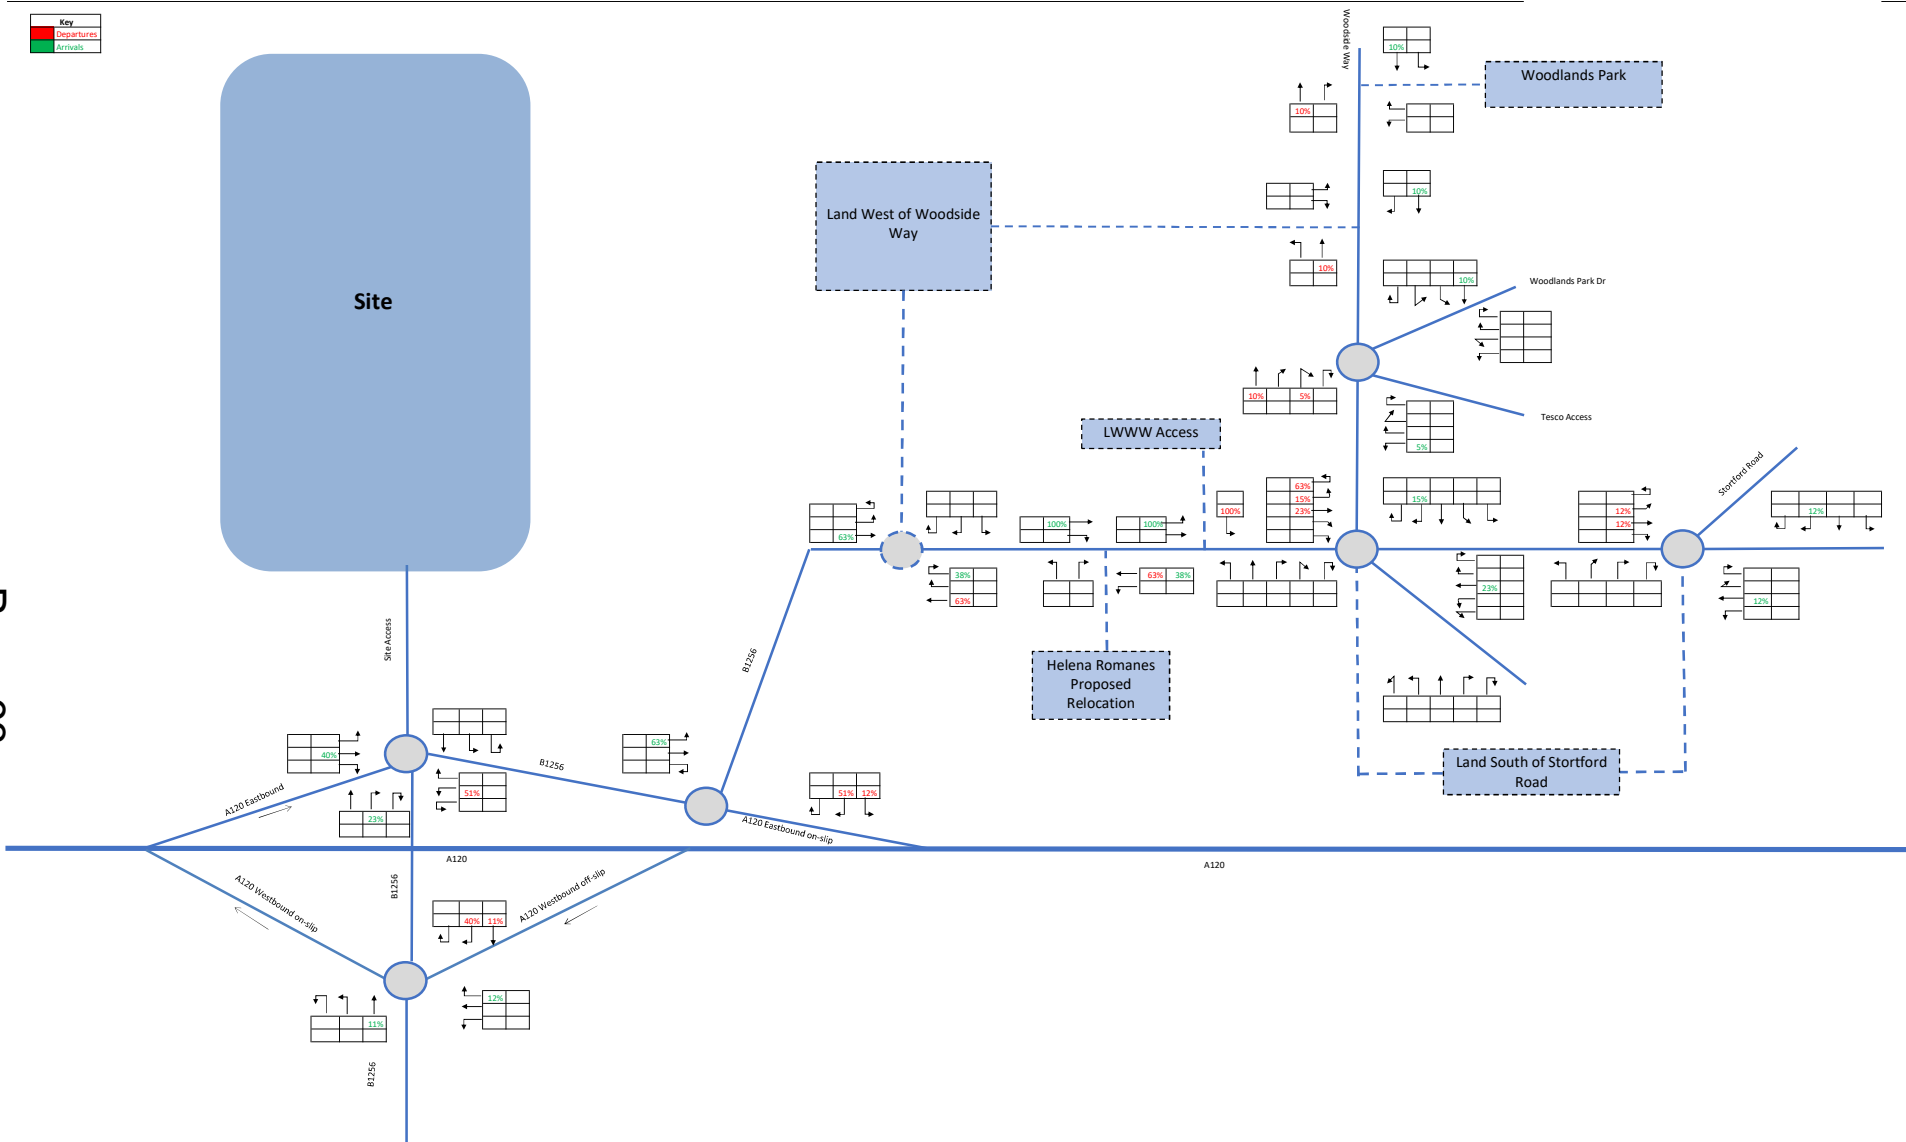 Key
Departures
Arrivals
Woodside Way
10%
Woodlands Park
10%
10%
Land West of Woodside
Way
10%
10%
Woodlands Park Dr
Site
10%
5%
Tesco Access
LWWW Access
5%
Stortford Road
63%
15%
23%
15%
12%
12%
12%
63%
100%
100%
100%
38%
63%
63%
38%
23%
12%
Site Access
B1256
Helena Romanes
Proposed
Relocation
40%
63%
B1256
Land South of Stortford
Road
51%
51%
12%
A120 Eastbound
23%
A120 Eastbound on-slip
A120
A120
A120 Westbound on-slip
B1256
A120 Westbound off-slip
40%
11%
12%
11%
B1256